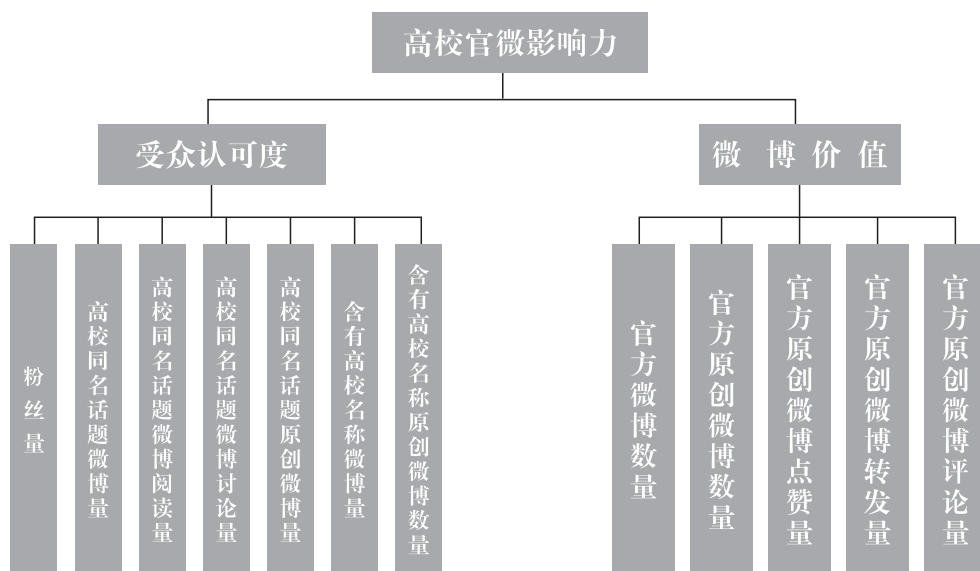 高校官微影响力
受众认可度
微博价值
粉丝量
高校同名话题微博量
高校同名话题微博阅读量
高校同名话题微博讨论量
高校同名话题原创微博量
含有高校名称微博量
含有高校名称原创微博数量
官方微博数量
官方原创微博数量
官方原创微博点赞量
官方原创微博转发量
官方原创微博评论量